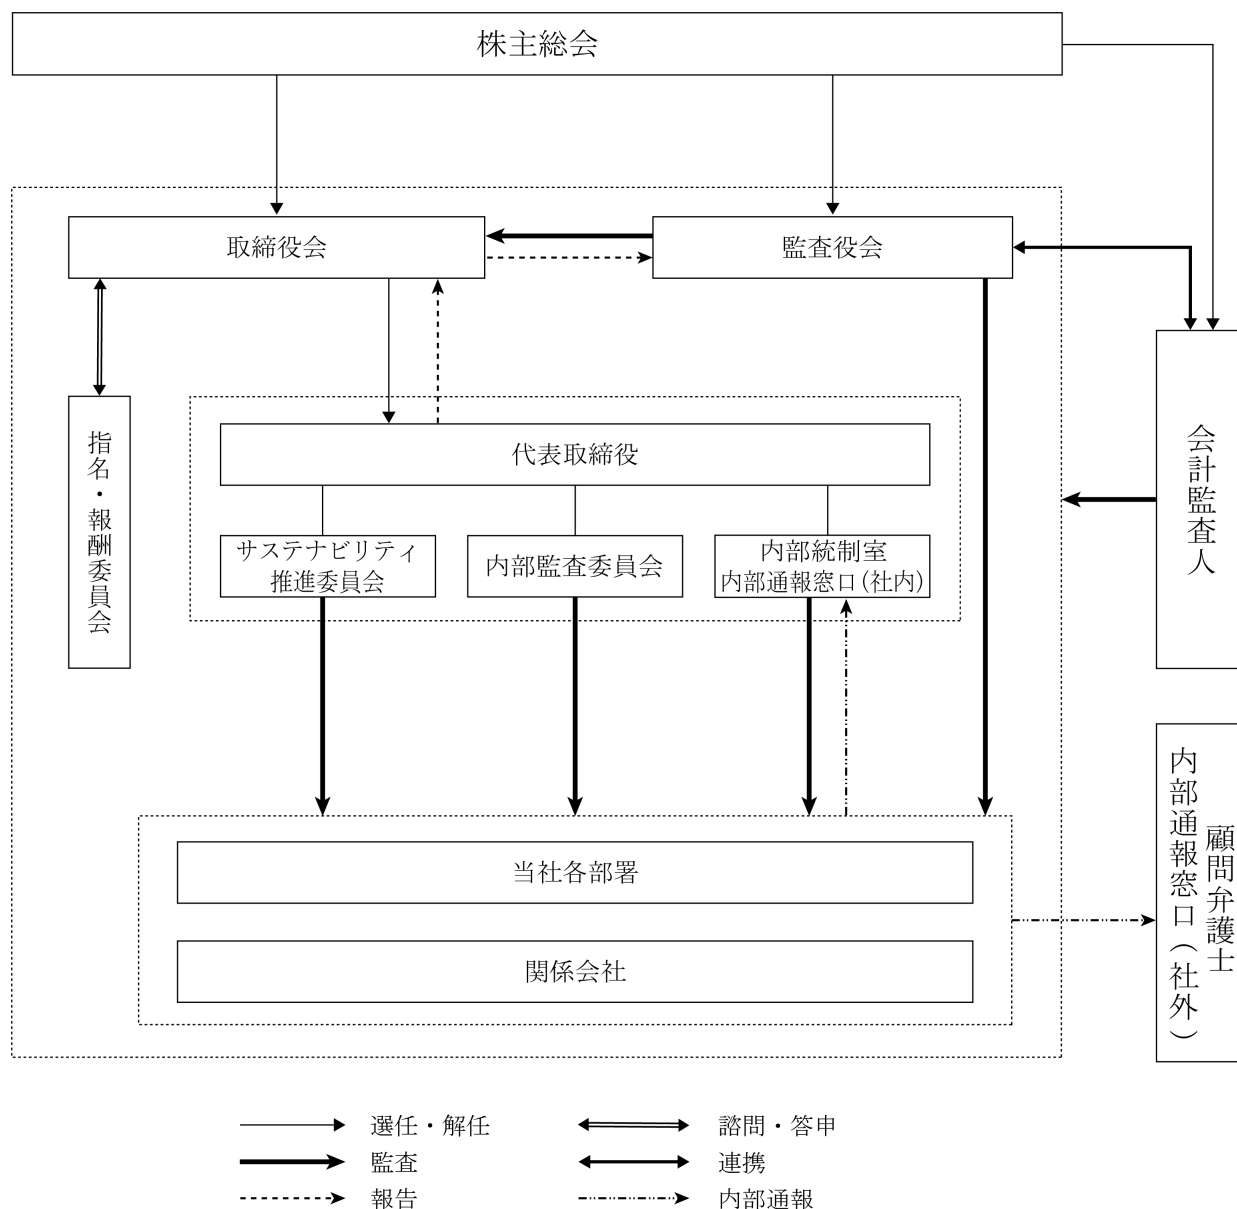 株主総会
取締役会
監査役会
指名・報酬委員会
代表取締役
サステナビリティ
推進委員会
内部監査委員会
内部統制室
内部通報窓口(社内)
会計監査人
当社各部署
関係会社
顧問弁護士
内部通報窓口(社外)
選任・解任
諮問・答申
監査
連携
報告
内部通報